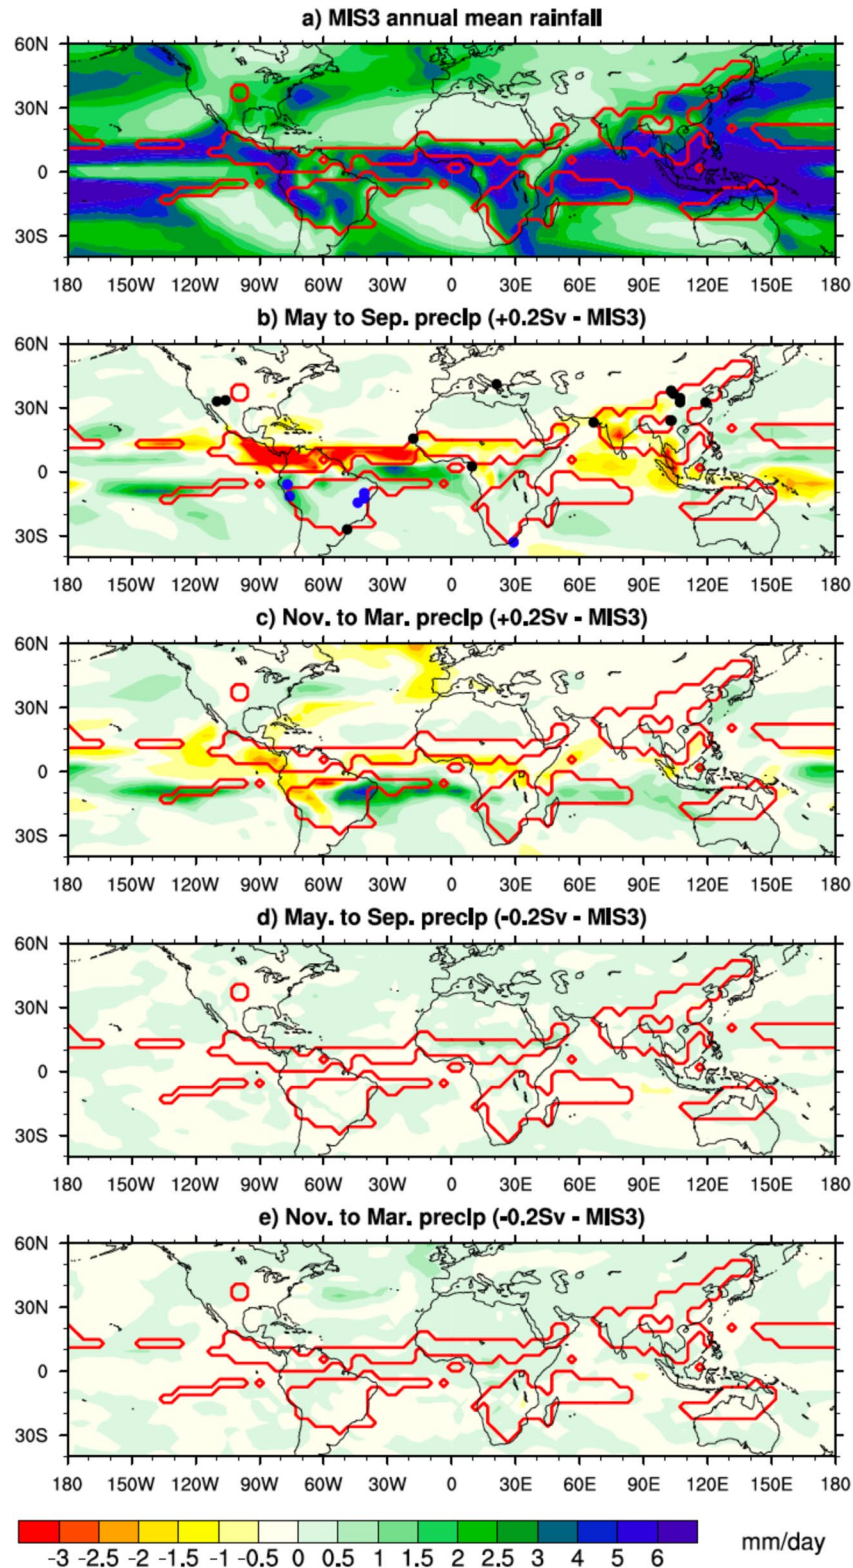 a) MIS3 annual mean rainfall
60N
30N
0
30S
180 150W 120W 90W 60W 30W 0 30E 60E 90E 120E 150E 180
b) May to Sep. precip (+0.2Sv - MIS3)
60N
30N
0
30S
180 150W 120W 90W 60W 30W 0 30E 60E 90E 120E 150E 180
c) Nov. to Mar. precip (+0.2Sv - MIS3)
60N
30N
0
30S
180 150W 120W 90W 60W 30W 0 30E 60E 90E 120E 150E 180
d) May. to Sep. precip (-0.2Sv - MIS3)
60N
30N
0
30S
180 150W 120W 90W 60W 30W 0 30E 60E 90E 120E 150E 180
e) Nov. to Mar. precip (-0.2Sv - MIS3)
60N
30N
0
30S
180 150W 120W 90W 60W 30W 0 30E 60E 90E 120E 150E 180
-3 -2.5 -2 -1.5 -1 -0.5 0 0.5 1 1.5 2 2.5 3 4 5 6 mm/day